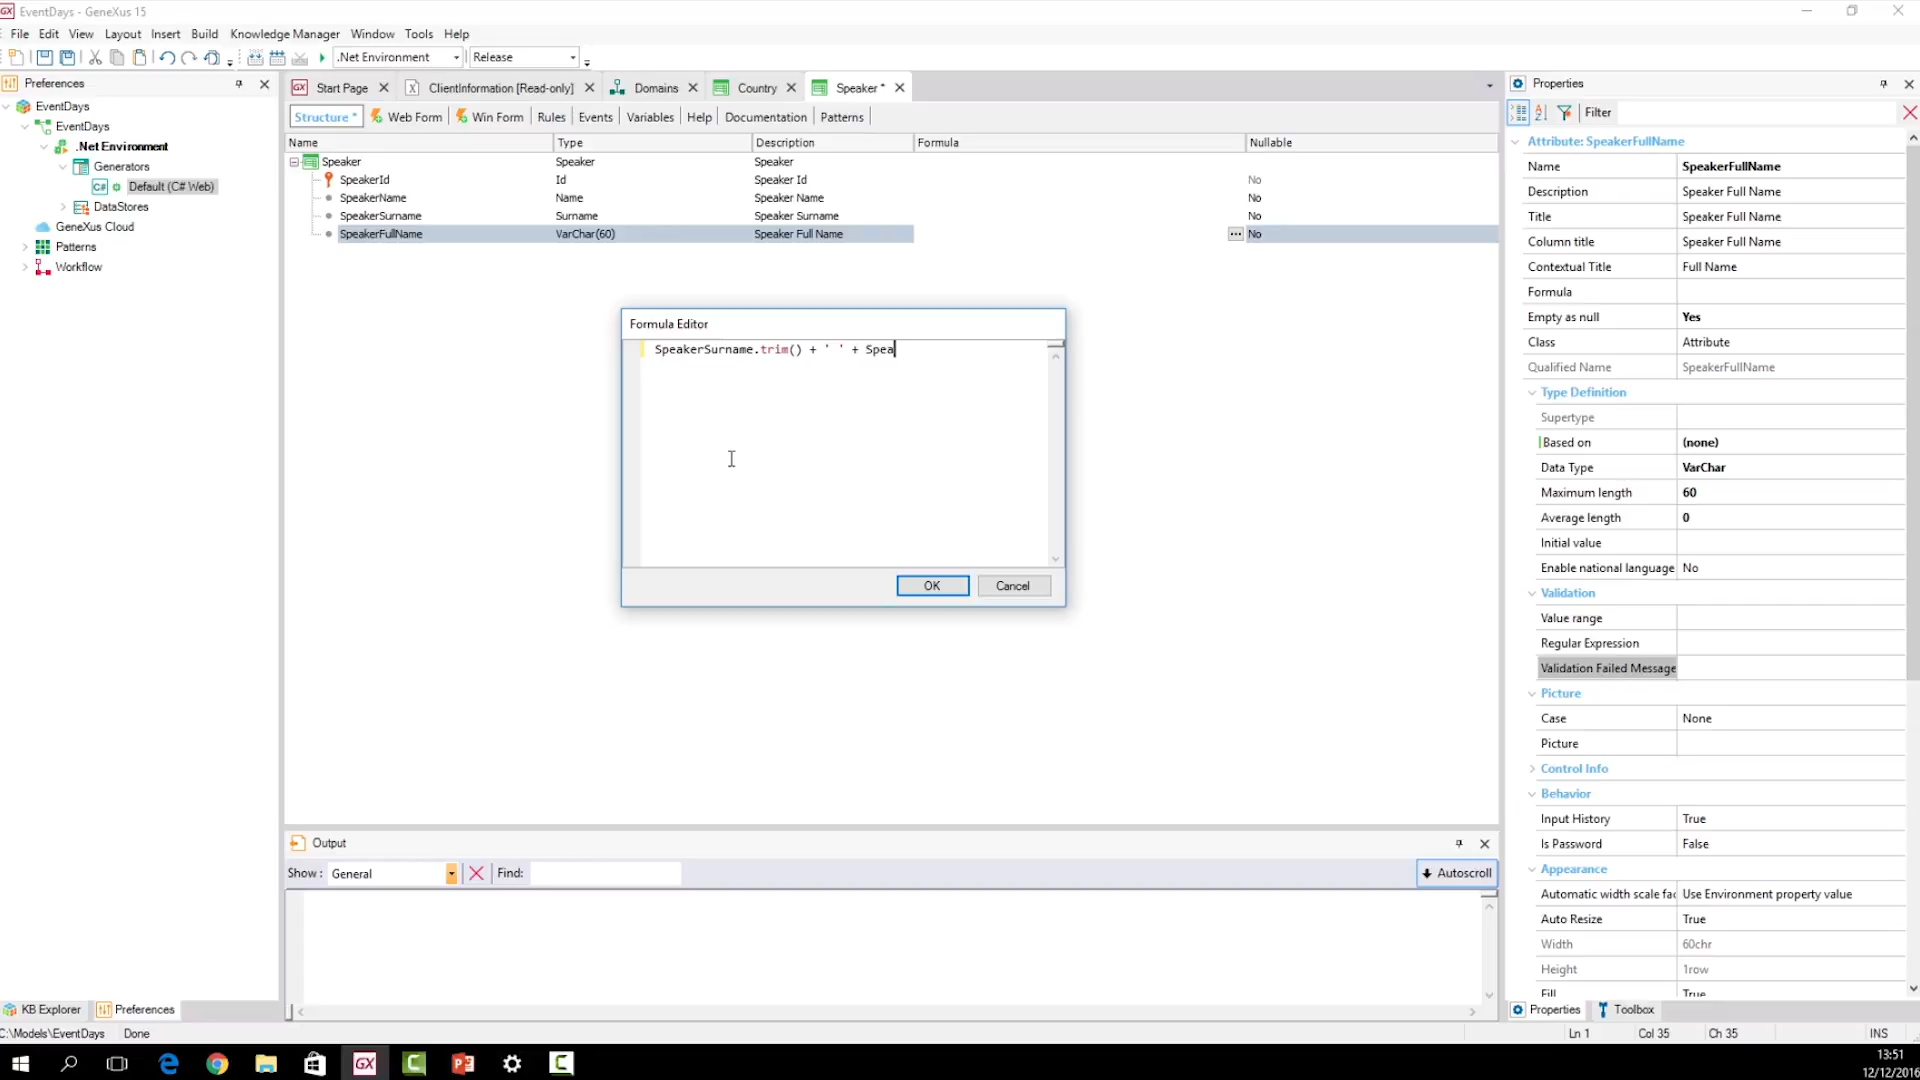 EventDays - GeneXus 15
File Edit View Layout Insert Build Knowledge Manager Window Tools Help
.Net Environment Release
Preferences
EventDays
EventDays
.Net Environment
Generators
Default (C# Web)
DataStores
GeneXus Cloud
Patterns
Workflow
KB Explorer Preferences
Start Page ClientInformation [Read-only] Domains Country Speaker *
Structure * Web Form Win Form Rules Events Variables Help Documentation Patterns
Name Type Description Formula Nullable
Speaker Speaker Speaker
SpeakerId Id Speaker Id No
SpeakerName Name Speaker Name No
SpeakerSurname Surname Speaker Surname No
SpeakerFullName VarChar(60) Speaker Full Name ... No
Formula Editor
SpeakerSurname.trim() + ' ' + Spea
OK Cancel
Output
Show : General Find: Autoscroll
Properties
Filter
Attribute: SpeakerFullName
Name SpeakerFullName
Description Speaker Full Name
Title Speaker Full Name
Column title Speaker Full Name
Contextual Title Full Name
Formula
Empty as null Yes
Class Attribute
Qualified Name SpeakerFullName
Type Definition
Supertype
Based on (none)
Data Type VarChar
Maximum length 60
Average length 0
Initial value
Enable national language No
Validation
Value range
Regular Expression
Validation Failed Message
Picture
Case None
Picture
Control Info
Behavior
Input History True
Is Password False
Appearance
Automatic width scale fac Use Environment property value
Auto Resize True
Width 60chr
Height 1row
Fill True
Properties Toolbox
C:\Models\EventDays Done Ln 1 Col 35 Ch 35 INS
13:51
12/12/2016